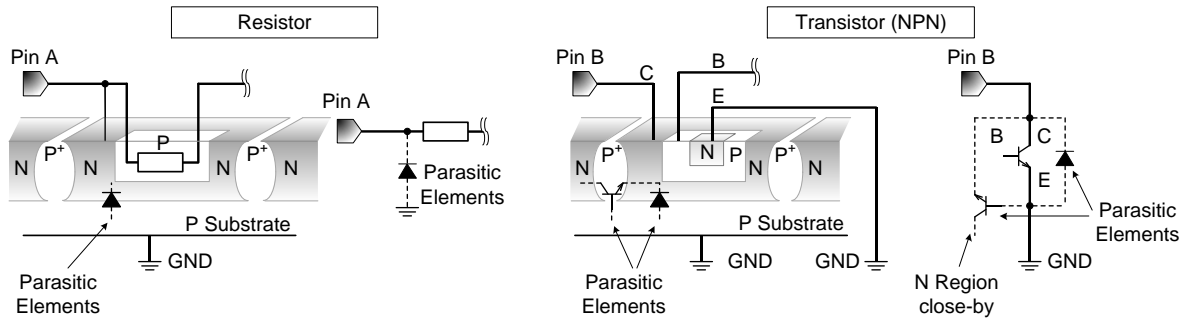 Resistor
Transistor (NPN)
Pin A
Pin A
N
P+
N
P
N
P+
N
Parasitic
Elements
P Substrate
GND
Parasitic
Elements
Pin B
C
B
E
N
P+
N
N
P
N
P+
N
P Substrate
GND
GND
Parasitic
Elements
Pin B
B
C
E
Parasitic
Elements
GND
N Region
close-by